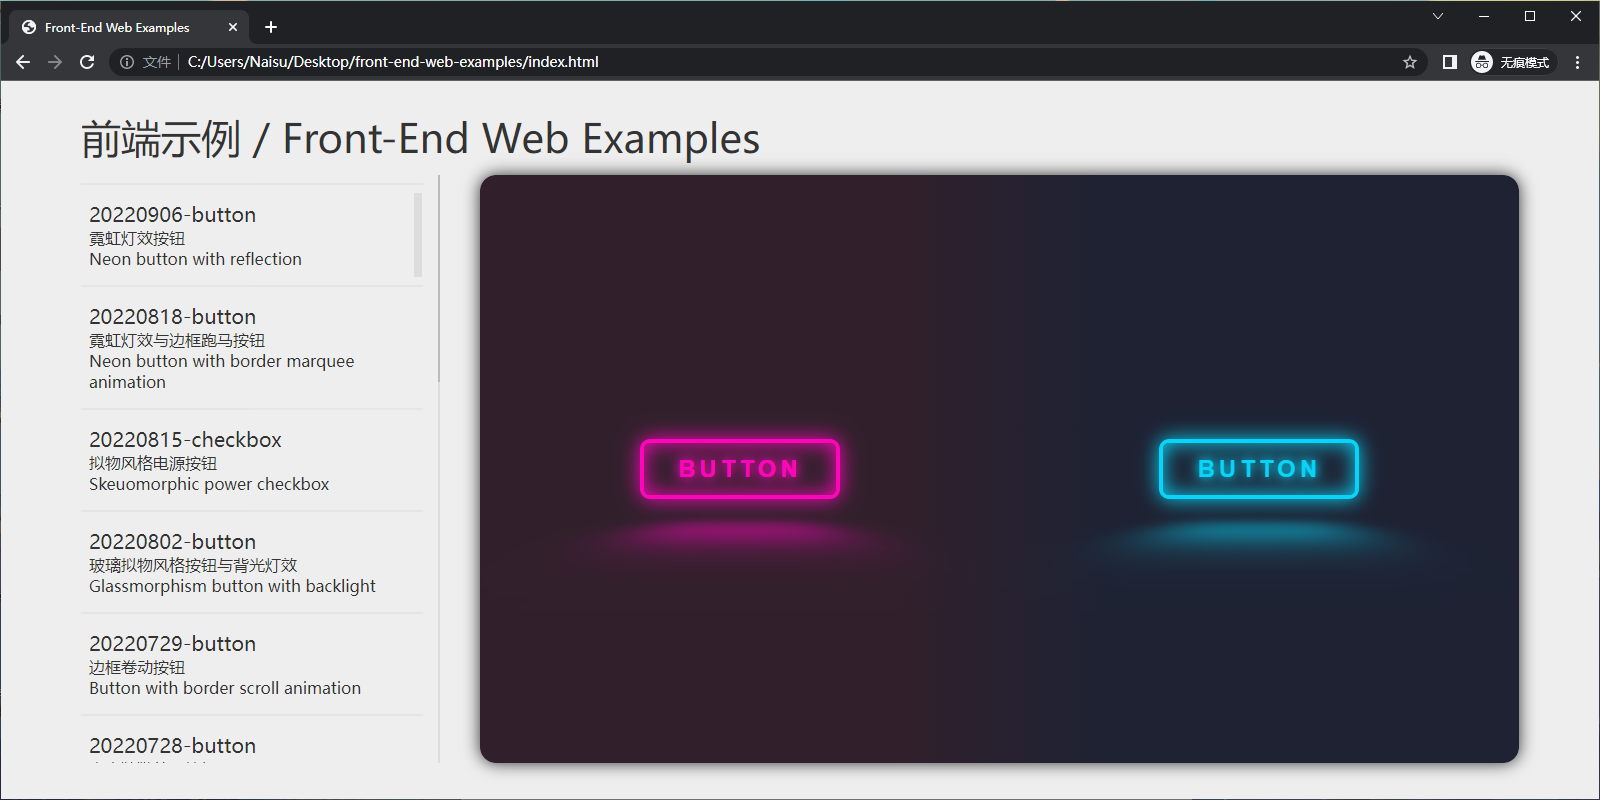 Front-End Web Examples
文件
C:/Users/Naisu/Desktop/front-end-web-examples/index.html
无痕模式
前端示例 / Front-End Web Examples
20220906-button
霓虹灯效按钮
Neon button with reflection
20220818-button
霓虹灯效与边框跑马按钮
Neon button with border marquee
animation
20220815-checkbox
拟物风格电源按钮
Skeuomorphic power checkbox
20220802-button
玻璃拟物风格按钮与背光灯效
Glassmorphism button with backlight
20220729-button
边框卷动按钮
Button with border scroll animation
20220728-button
BUTTON
BUTTON